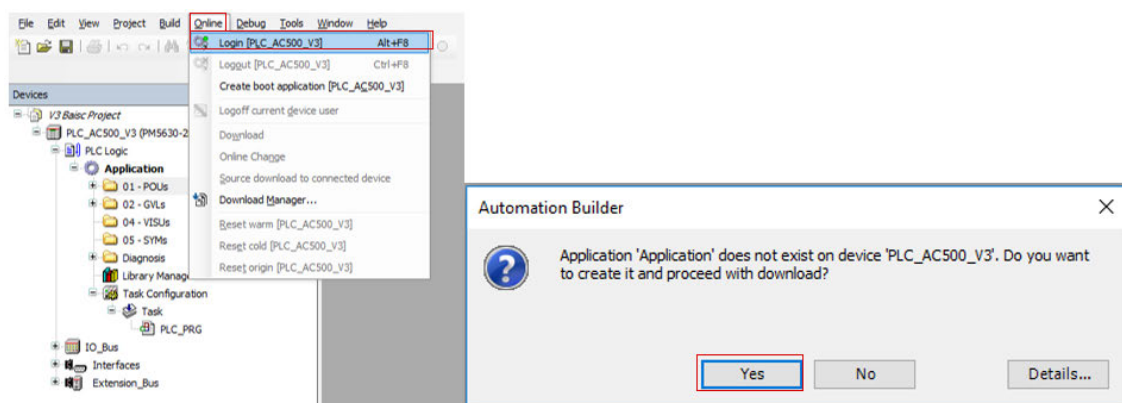 File Edit View Project Build Online Debug Tools Window Help
Login [PLC_AC500_V3] Alt+F8
Logout [PLC_AC500_V3] Ctrl+F8
Create boot application [PLC_AC500_V3]
Logoff current device user
Download
Online Change
Source download to connected device
Download Manager...
Reset warm [PLC_AC500_V3]
Reset cold [PLC_AC500_V3]
Reset origin [PLC_AC500_V3]
Devices
V3 Baisc Project
PLC_AC500_V3 (PM5630-2
PLC Logic
Application
01 - POUs
02 - GVLs
04 - VISUs
05 - SYMs
Diagnosis
Library Manag
Task Configuration
Task
PLC_PRG
IO_Bus
Interfaces
Extension_Bus
Automation Builder
Application 'Application' does not exist on device 'PLC_AC500_V3'. Do you want
to create it and proceed with download?
Yes No Details...